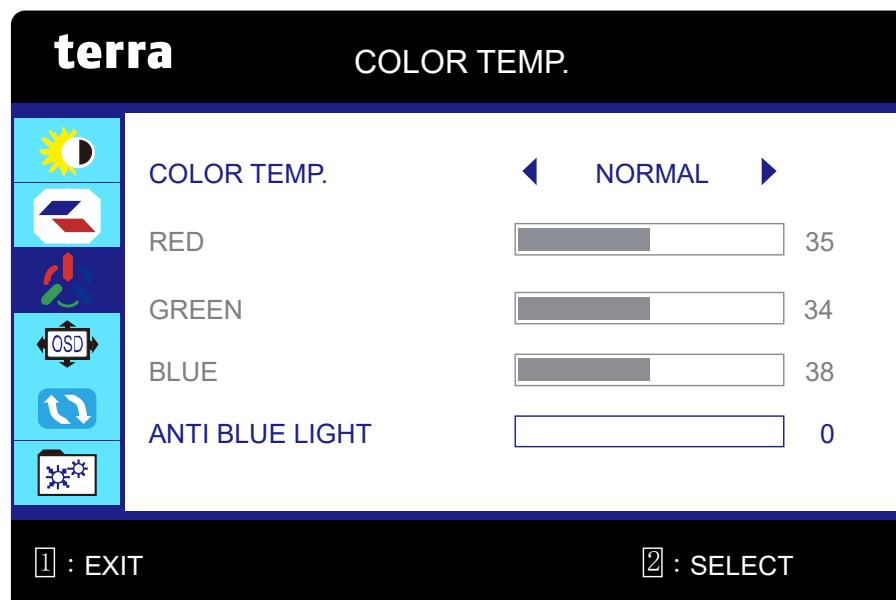 terra
COLOR TEMP.
COLOR TEMP. NORMAL
RED 35
GREEN 34
OSD
BLUE 38
ANTI BLUE LIGHT 0
1 : EXIT 2 : SELECT